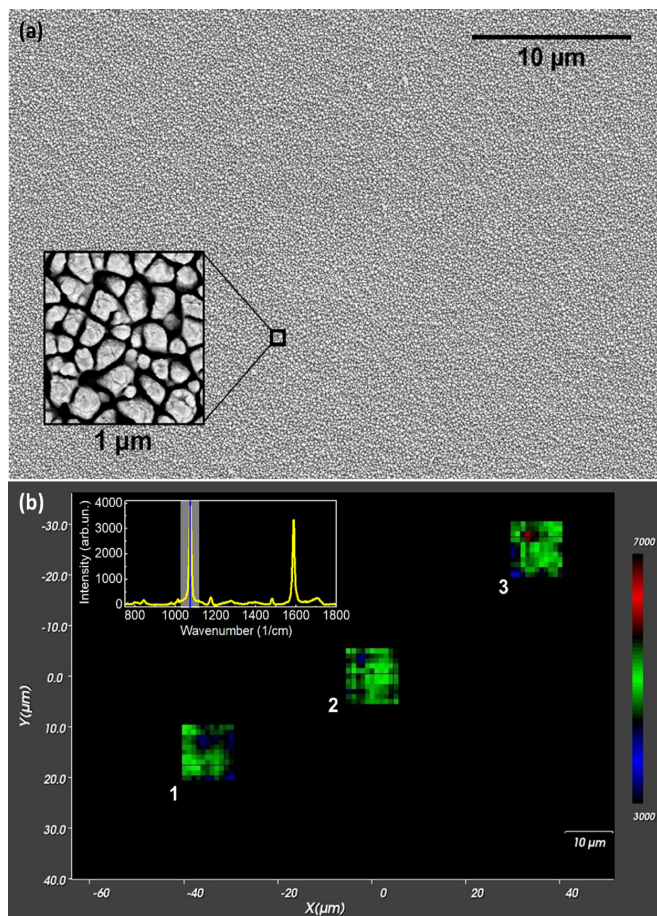 (a)
10 µm
1 µm
(b)
4000
3000
2000
1000
0
Intensity (arb.un.)
800 1000 1200 1400 1600 1800
Wavenumber (1/cm)
-30.0
-20.0
-10.0
0.0
10.0
20.0
30.0
40.0
Y(µm)
-60 -40 -20 0 20 40
X(µm)
1
2
3
7000
3000
10 µm